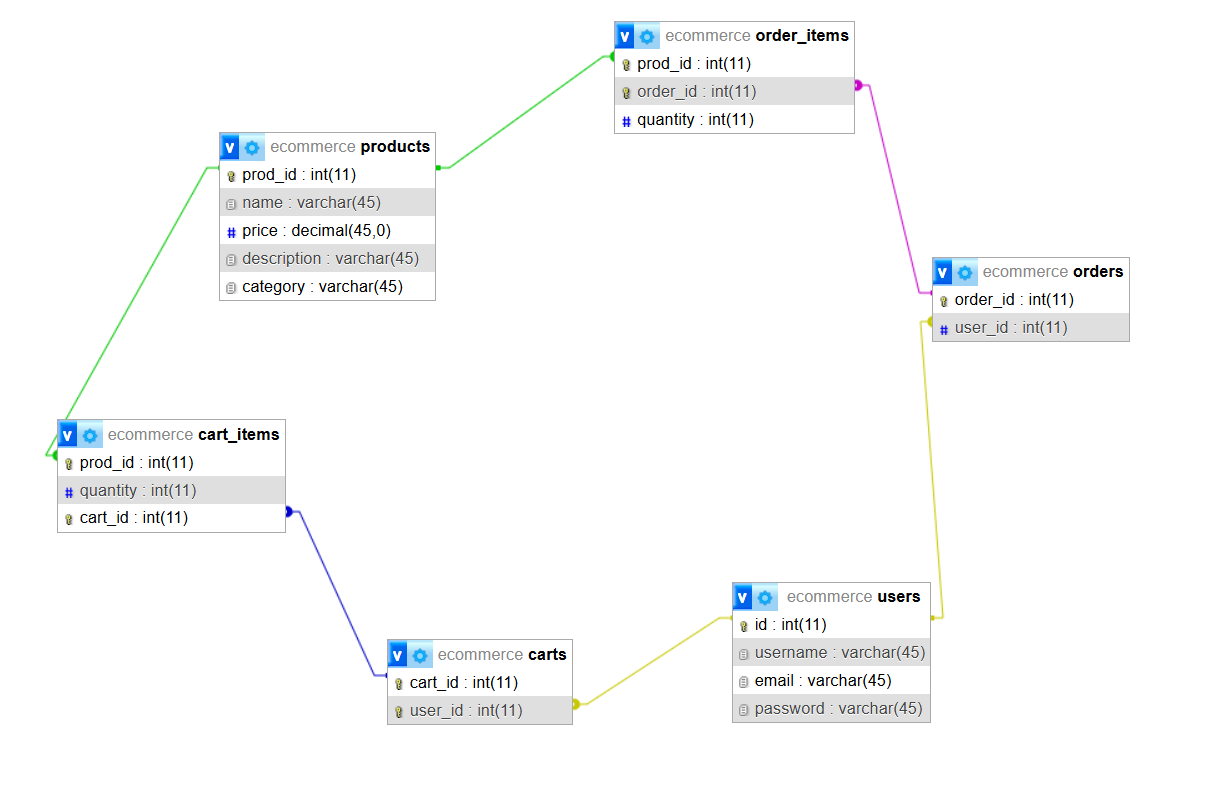 v ecommerce order_items
prod_id : int(11)
order_id : int(11)
# quantity : int(11)
v ecommerce products
prod_id : int(11)
name : varchar(45)
# price : decimal(45,0)
description : varchar(45)
category : varchar(45)
v ecommerce orders
order_id : int(11)
# user_id : int(11)
v ecommerce cart_items
prod_id : int(11)
# quantity : int(11)
cart_id : int(11)
v ecommerce users
id : int(11)
username : varchar(45)
email : varchar(45)
password : varchar(45)
v ecommerce carts
cart_id : int(11)
user_id : int(11)